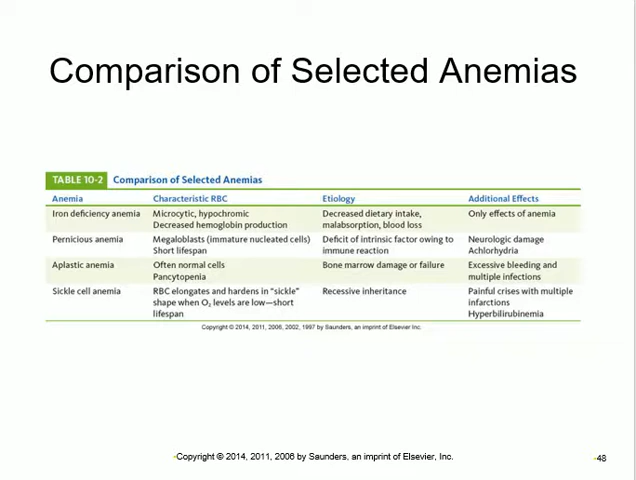 Comparison of Selected Anemias
TABLE 10-2 Comparison of Selected Anemias
Anemia Characteristic RBC Etiology Additional Effects
Iron deficiency anemia Microcytic, hypochromic Decreased dietary intake, Only effects of anemia
Decreased hemoglobin production malabsorption, blood loss
Pernicious anemia Megaloblasts (immature nucleated cells) Deficit of intrinsic factor owing to Neurologic damage
Short lifespan immune reaction Achlorhydria
Aplastic anemia Often normal cells Bone marrow damage or failure Excessive bleeding and
Pancytopenia multiple infections
Sickle cell anemia RBC elongates and hardens in “sickle” Recessive inheritance Painful crises with multiple
shape when O₂ levels are low—short infarctions
lifespan Hyperbilirubinemia
Copyright © 2014, 2011, 2006, 2002, 1997 by Saunders, an imprint of Elsevier Inc.
•Copyright © 2014, 2011, 2006 by Saunders, an imprint of Elsevier, Inc. •48